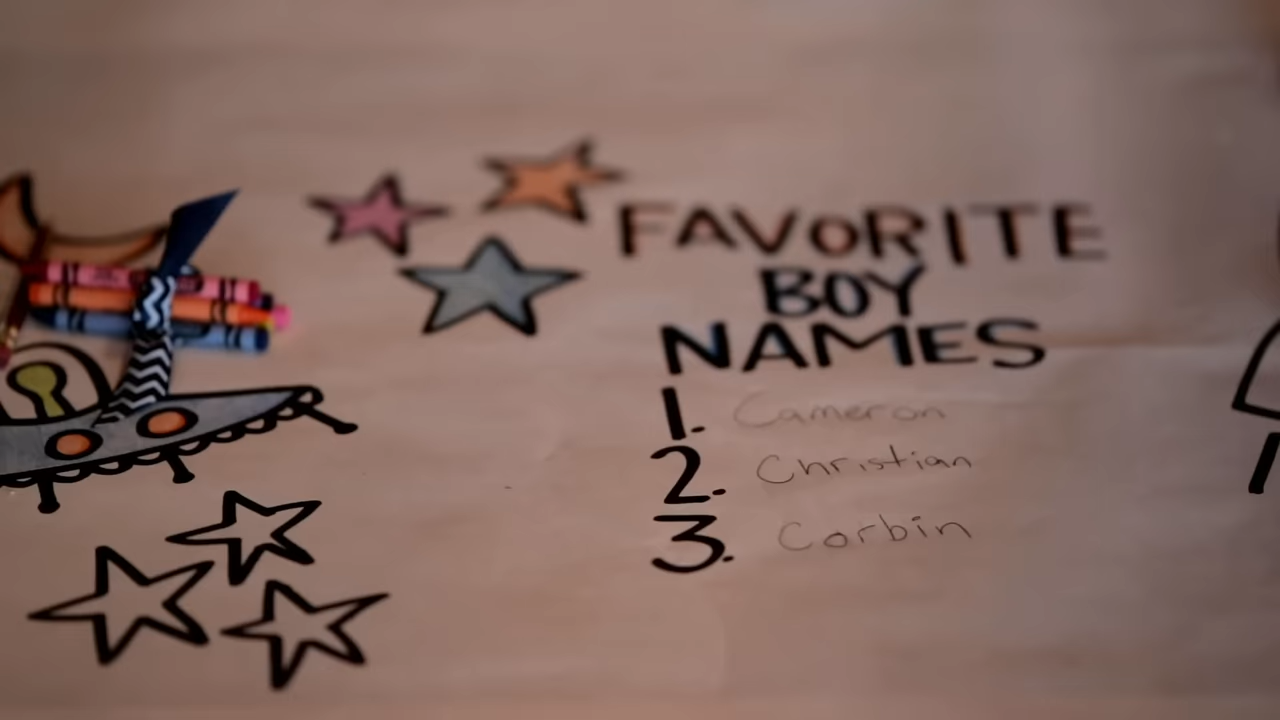 FAVORITE
BOY
NAMES
1. Cameron
2. Christian
3. Corbin